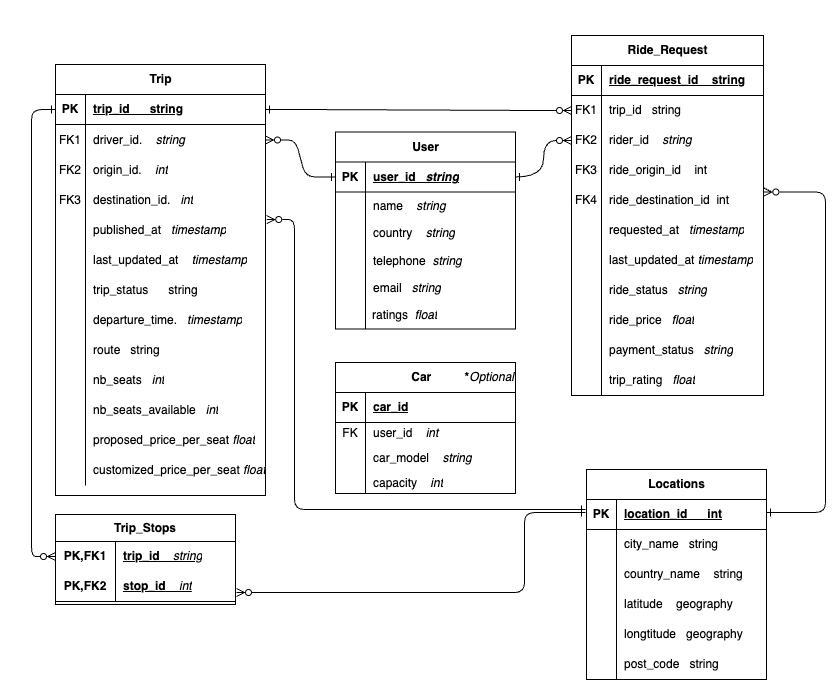 Trip
PK trip_id string
FK1 driver_id. string
FK2 origin_id. int
FK3 destination_id. int
published_at timestamp
last_updated_at timestamp
trip_status string
departure_time. timestamp
route string
nb_seats int
nb_seats_available int
proposed_price_per_seat float
customized_price_per_seat float
Trip_Stops
PK,FK1 trip_id string
PK,FK2 stop_id int
User
PK user_id string
name string
country string
telephone string
email string
ratings float
Car *Optional
PK car_id
FK user_id int
car_model string
capacity int
Ride_Request
PK ride_request_id string
FK1 trip_id string
FK2 rider_id string
FK3 ride_origin_id int
FK4 ride_destination_id int
requested_at timestamp
last_updated_at timestamp
ride_status string
ride_price float
payment_status string
trip_rating float
Locations
PK location_id int
city_name string
country_name string
latitude geography
longtitude geography
post_code string